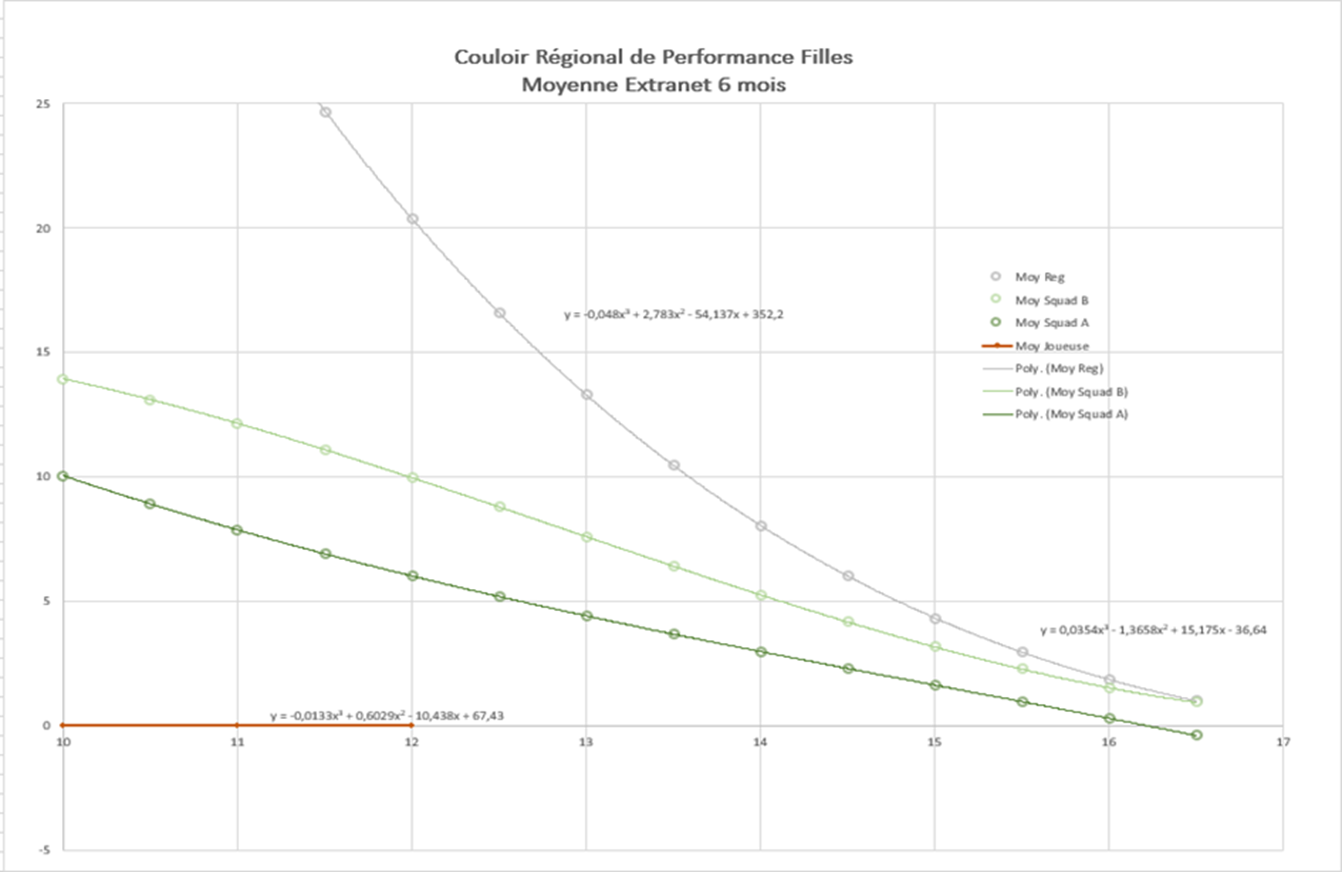 Couloir Régional de Performance Filles
Moyenne Extranet 6 mois
25
20
15
10
5
0
-5
10
11
12
13
14
15
16
17
y = -0,048x³ + 2,783x² - 54,137x + 352,2
y = 0,0354x³ - 1,3658x² + 15,175x - 36,64
y = -0,0133x³ + 0,6029x² - 10,438x + 67,43
Moy Reg
Moy Squad B
Moy Squad A
Moy Joueuse
Poly. (Moy Reg)
Poly. (Moy Squad B)
Poly. (Moy Squad A)